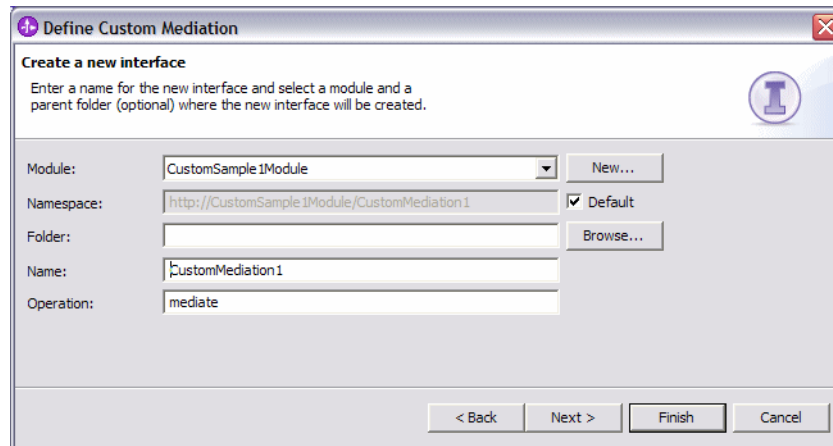 Define Custom Mediation
Create a new interface
Enter a name for the new interface and select a module and a
parent folder (optional) where the new interface will be created.
Module: CustomSample1Module New...
Namespace: http://CustomSample1Module/CustomMediation1 Default
Folder: Browse...
Name: CustomMediation1
Operation: mediate
< Back Next > Finish Cancel